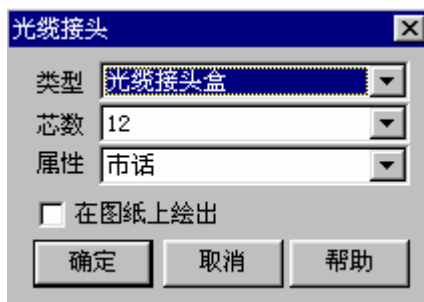 光缆接头
类型 光缆接头盒
芯数 12
属性 市话
在图纸上绘出
确定 取消 帮助